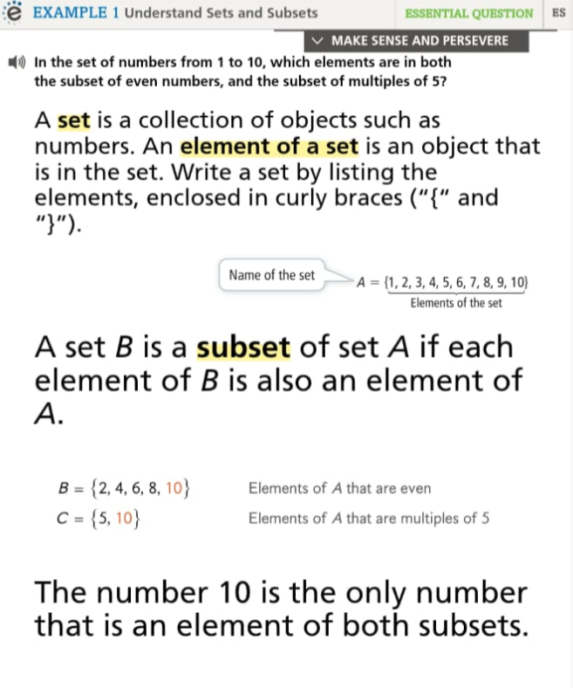 EXAMPLE 1 Understand Sets and Subsets
ESSENTIAL QUESTION
ES
MAKE SENSE AND PERSEVERE
In the set of numbers from 1 to 10, which elements are in both
the subset of even numbers, and the subset of multiples of 5?
A set is a collection of objects such as
numbers. An element of a set is an object that
is in the set. Write a set by listing the
elements, enclosed in curly braces ("{" and
"}").
Name of the set
A = {1, 2, 3, 4, 5, 6, 7, 8, 9, 10}
Elements of the set
A set B is a subset of set A if each
element of B is also an element of
A.
B = {2, 4, 6, 8, 10} Elements of A that are even
C = {5, 10} Elements of A that are multiples of 5
The number 10 is the only number
that is an element of both subsets.